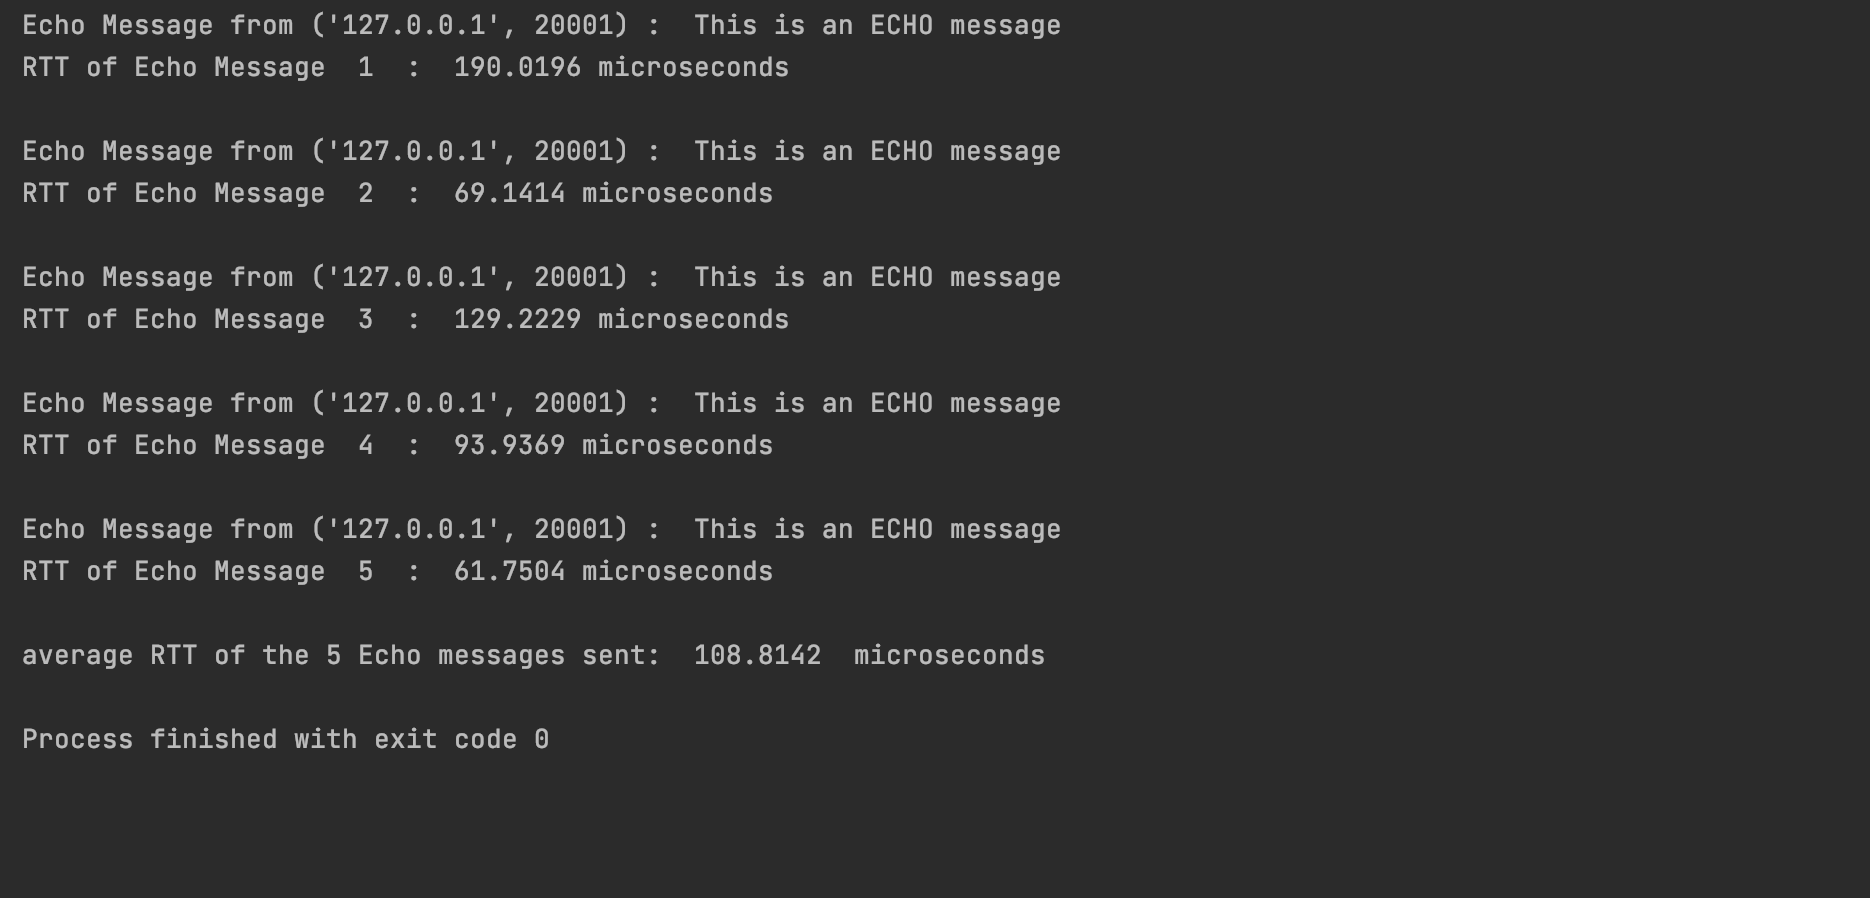 Echo Message from ('127.0.0.1', 20001) :  This is an ECHO message
RTT of Echo Message  1  :  190.0196 microseconds
Echo Message from ('127.0.0.1', 20001) :  This is an ECHO message
RTT of Echo Message  2  :  69.1414 microseconds
Echo Message from ('127.0.0.1', 20001) :  This is an ECHO message
RTT of Echo Message  3  :  129.2229 microseconds
Echo Message from ('127.0.0.1', 20001) :  This is an ECHO message
RTT of Echo Message  4  :  93.9369 microseconds
Echo Message from ('127.0.0.1', 20001) :  This is an ECHO message
RTT of Echo Message  5  :  61.7504 microseconds
average RTT of the 5 Echo messages sent:  108.8142  microseconds
Process finished with exit code 0